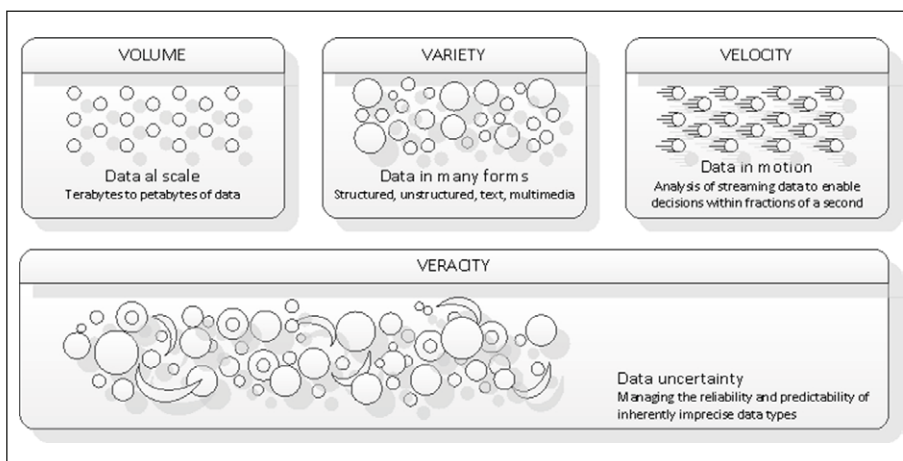 VOLUME
Data al scale
Terabytes to petabytes of data
VARIETY
Data in many forms
Structured, unstructured, text, multimedia
VELOCITY
Data in motion
Analysis of streaming data to enable
decisions within fractions of a second
VERACITY
Data uncertainty
Managing the reliability and predictability of
inherently imprecise data types